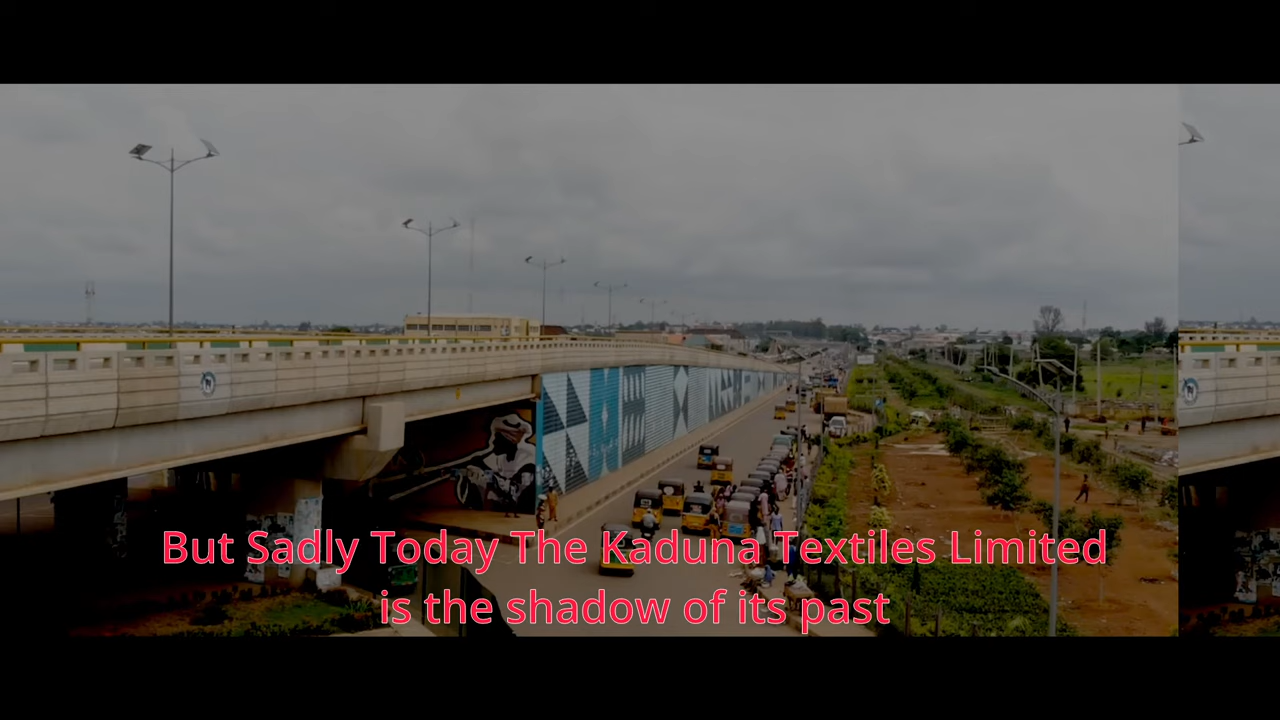 But Sadly Today The Kaduna Textiles Limited
is the shadow of its past